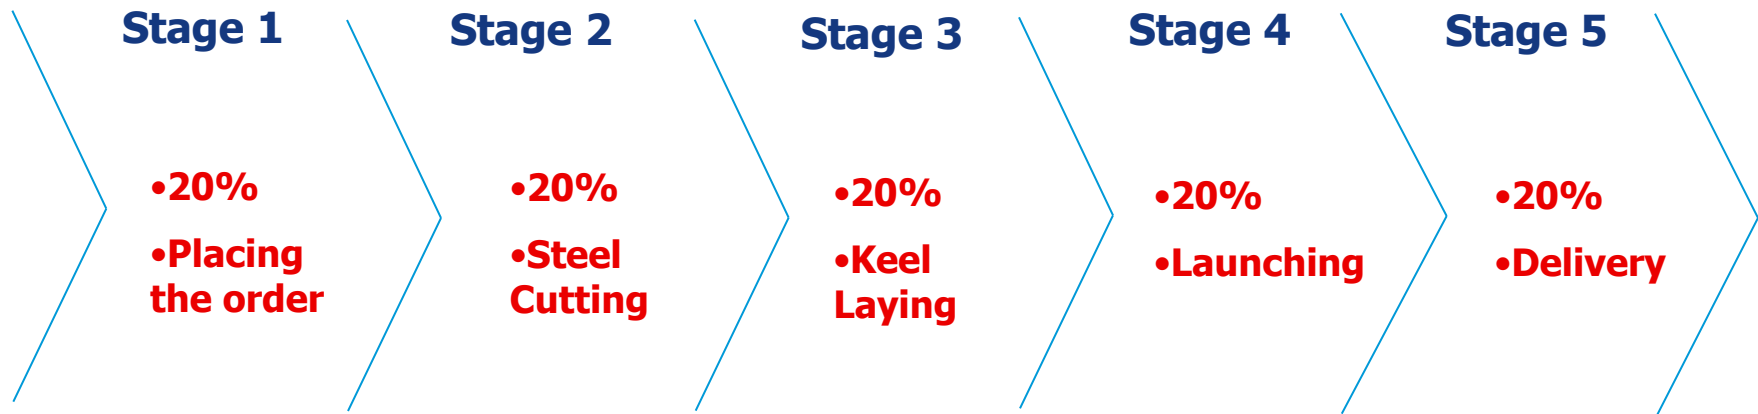 Stage 1
•20%
•Placing
the order
Stage 2
•20%
•Steel
Cutting
Stage 3
•20%
•Keel
Laying
Stage 4
•20%
•Launching
Stage 5
•20%
•Delivery